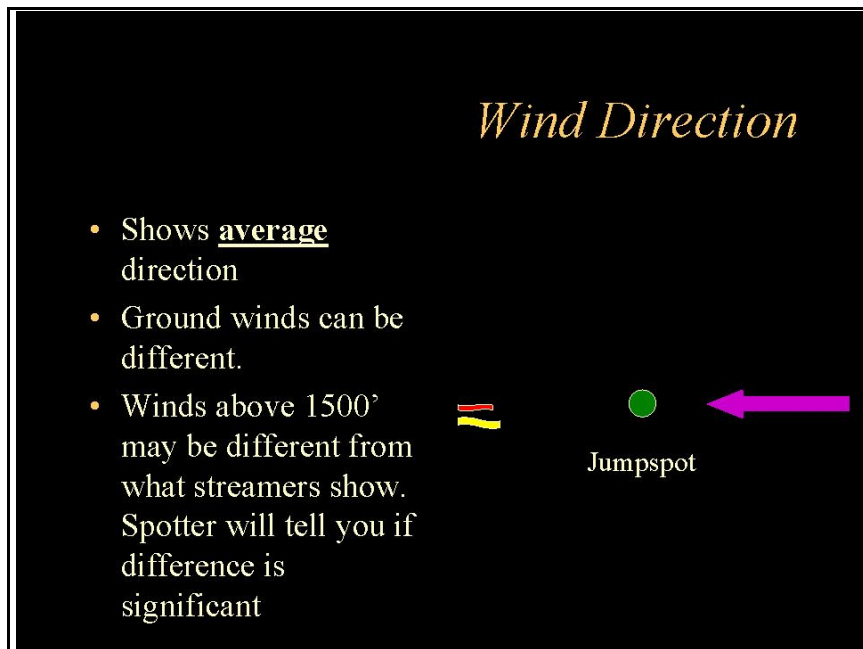 Wind Direction
• Shows average
direction
• Ground winds can be
different.
• Winds above 1500’
may be different from
what streamers show.
Spotter will tell you if
difference is
significant
Jumpspot